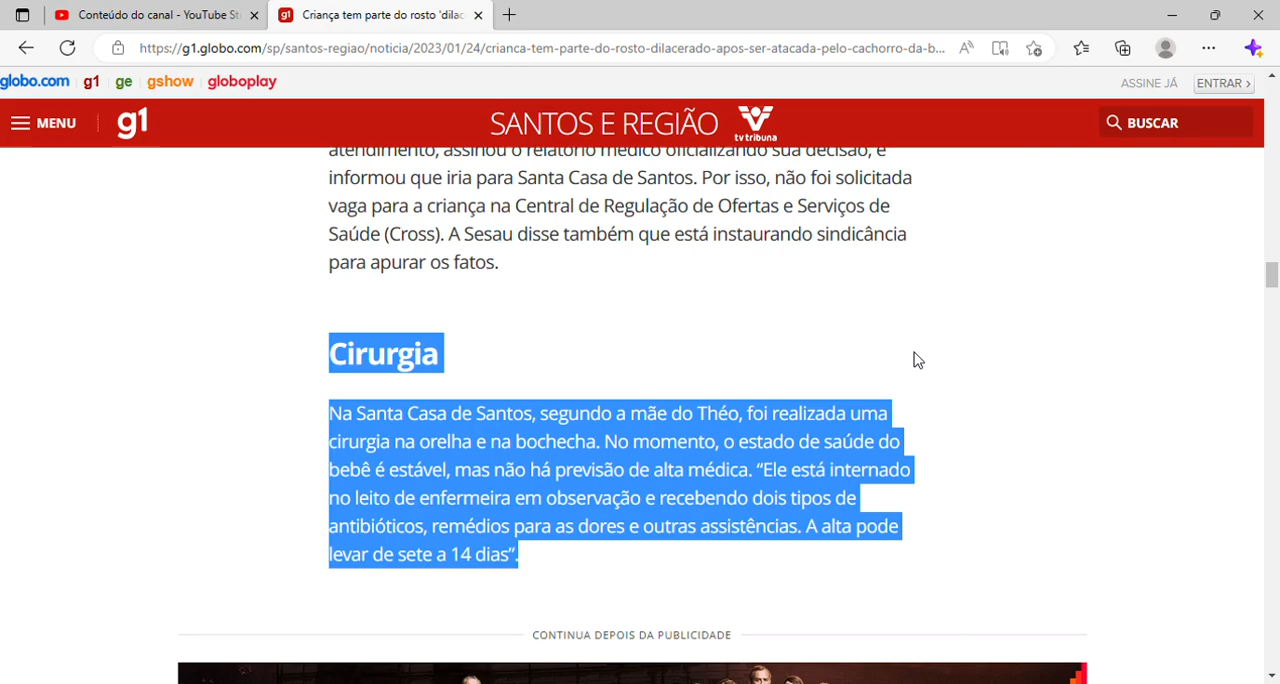 Conteúdo do canal - YouTube St
Criança tem parte do rosto 'dilac
https://g1.globo.com/sp/santos-regiao/noticia/2023/01/24/crianca-tem-parte-do-rosto-dilacerado-apos-ser-atacada-pelo-cachorro-da-b...
globo.com g1 ge gshow globoplay
ASSINE JÁ ENTRAR ›
MENU g1 SANTOS E REGIÃO tv tribuna BUSCAR
atendimento, assinou o relatório médico oficializando sua decisão, e
informou que iria para Santa Casa de Santos. Por isso, não foi solicitada
vaga para a criança na Central de Regulação de Ofertas e Serviços de
Saúde (Cross). A Sesau disse também que está instaurando sindicância
para apurar os fatos.
Cirurgia
Na Santa Casa de Santos, segundo a mãe do Théo, foi realizada uma
cirurgia na orelha e na bochecha. No momento, o estado de saúde do
bebê é estável, mas não há previsão de alta médica. “Ele está internado
no leito de enfermeira em observação e recebendo dois tipos de
antibióticos, remédios para as dores e outras assistências. A alta pode
levar de sete a 14 dias”.
CONTINUA DEPOIS DA PUBLICIDADE